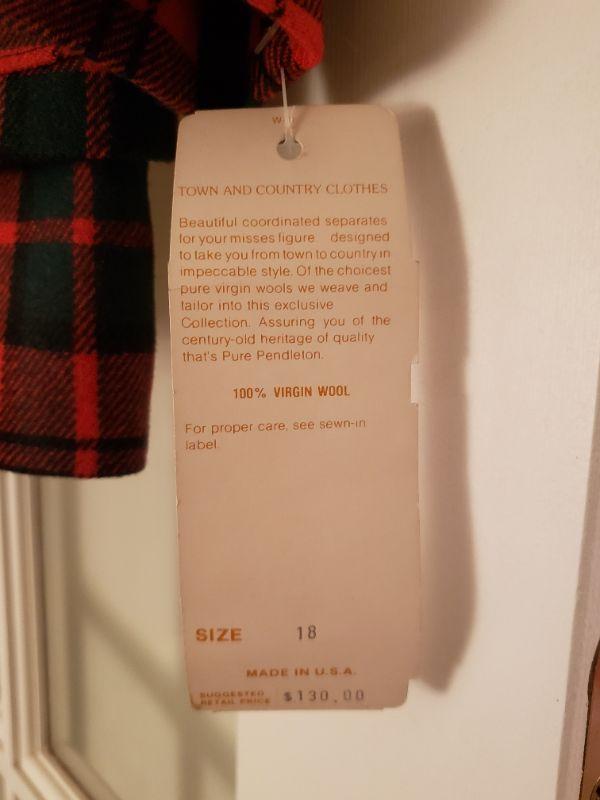 TOWN AND COUNTRY CLOTHES
Beautiful coordinated separates
for your misses figure designed
to take you from town to country in
impeccable style. Of the choicest
pure virgin wools we weave and
tailor into this exclusive
Collection. Assuring you of the
century-old heritage of quality
that's Pure Pendleton.
100% VIRGIN WOOL
For proper care, see sewn-in
label.
SIZE 18
MADE IN U.S.A.
SUGGESTED
RETAIL PRICE $130.00